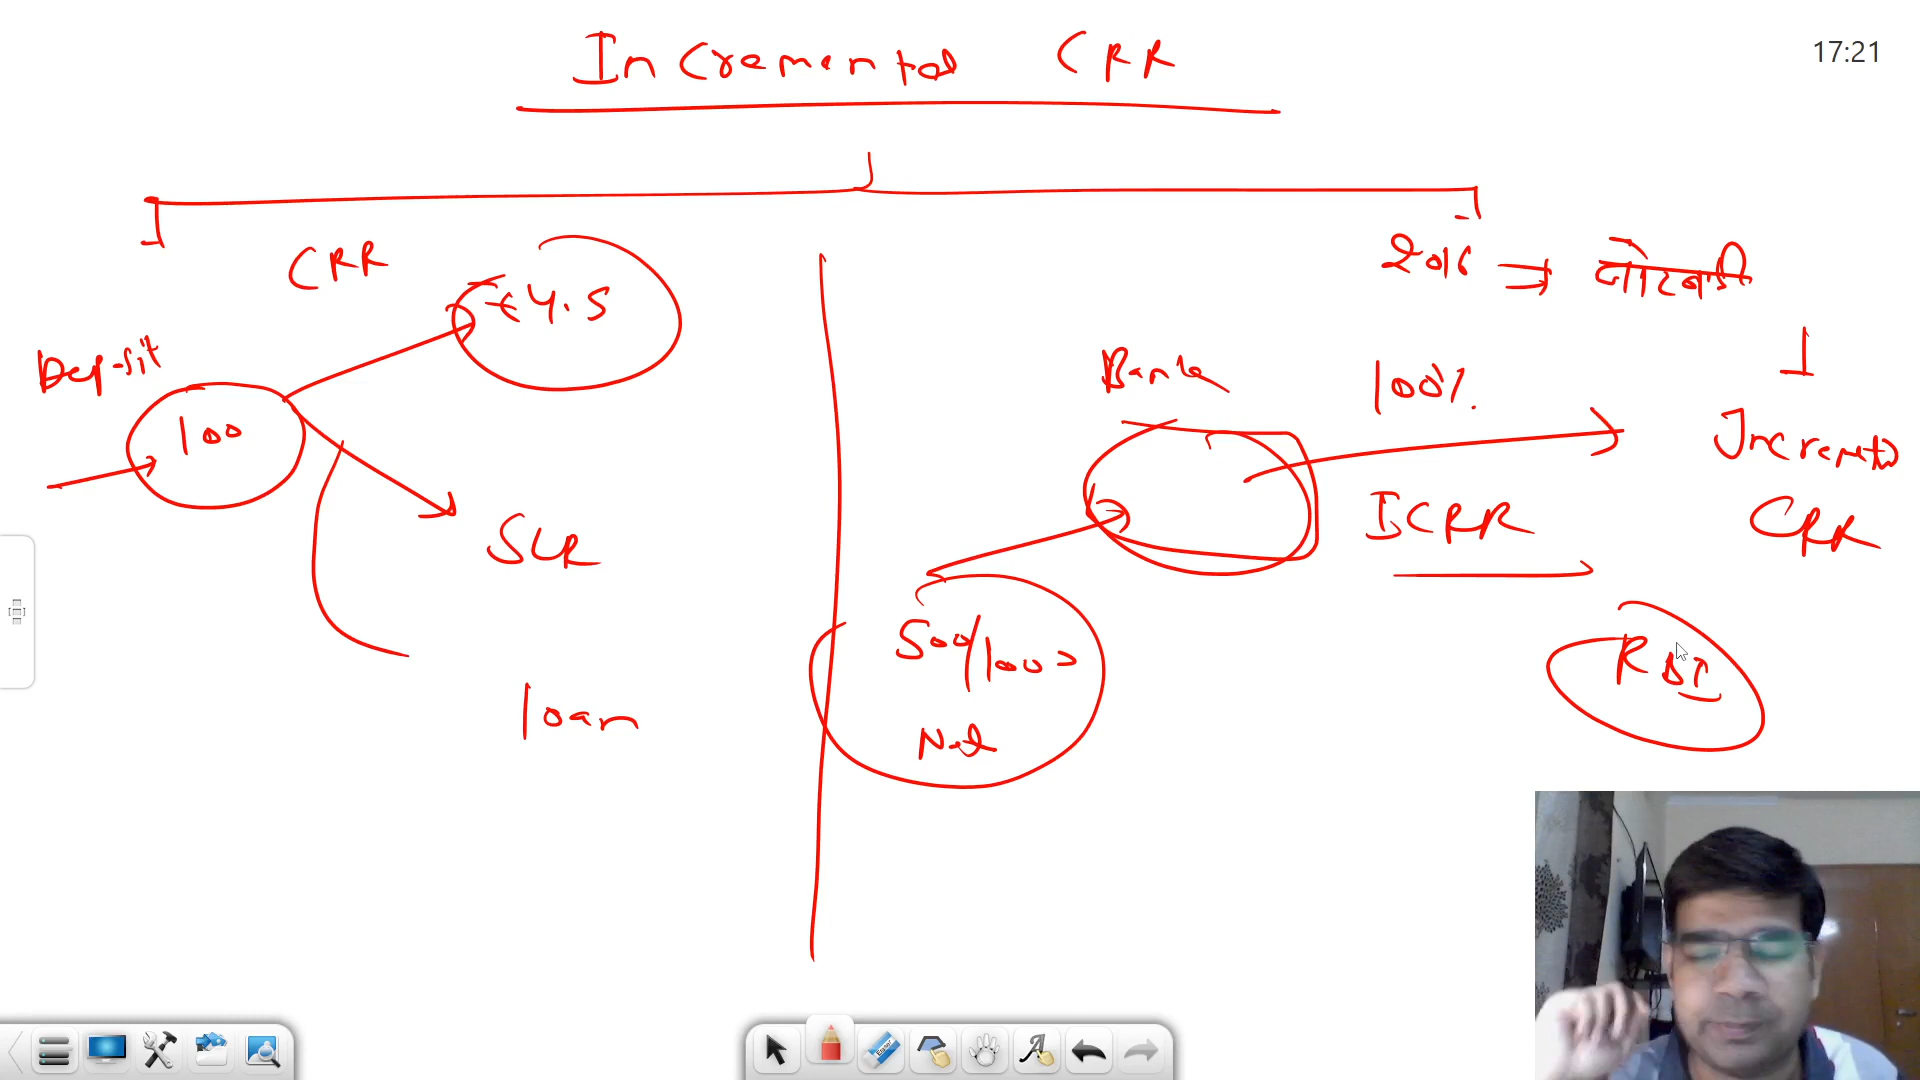 Incremental CRR
17:21
CRR
₹4.5
2016 ⇒ नोटबंदी
Deposit
100
Bank
100%
Incremental
CRR
ICRR
SLR
500/1000
Not
RBI
loan